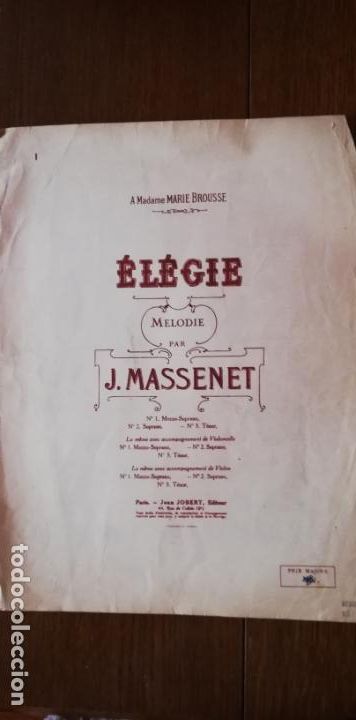 A Madame MARIE BROUSSE
ÉLÉGIE
MELODIE
PAR
J. MASSENET
Nº 1. Mezzo-Soprano,
Nº 2. Soprano, - Nº 3. Ténor.
La même avec accompagnement de Violoncelle
Nº 1. Mezzo-Soprano, - Nº 2. Soprano,
Nº 3. Ténor.
La même avec accompagnement de Violon
Nº 1. Mezzo-Soprano, - Nº 2. Soprano,
Nº 3. Ténor.
Paris. - Jean JOBERT, Editeur
PRIX MAJORÉ
todocoleccion